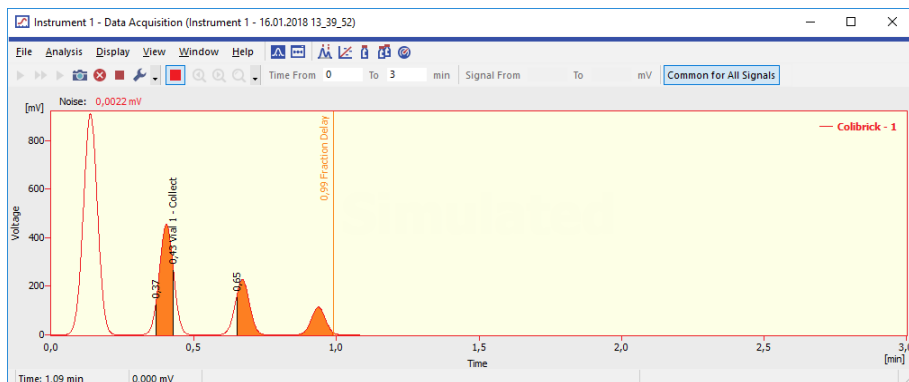 Instrument 1 - Data Acquisition (Instrument 1 - 16.01.2018 13_39_52)
File Analysis Display View Window Help
Time From 0 To 3 min Signal From To mV Common for All Signals
[mV] Noise: 0,0022 mV
Colibrick - 1
800
600
400
200
0
Voltage
0,37
0,43 Vial 1 - Collect
0,65
0,99 Fraction Delay
0,0 0,5 1,0 1,5 2,0 2,5 3,0
Time [min]
Time: 1.09 min 0.000 mV